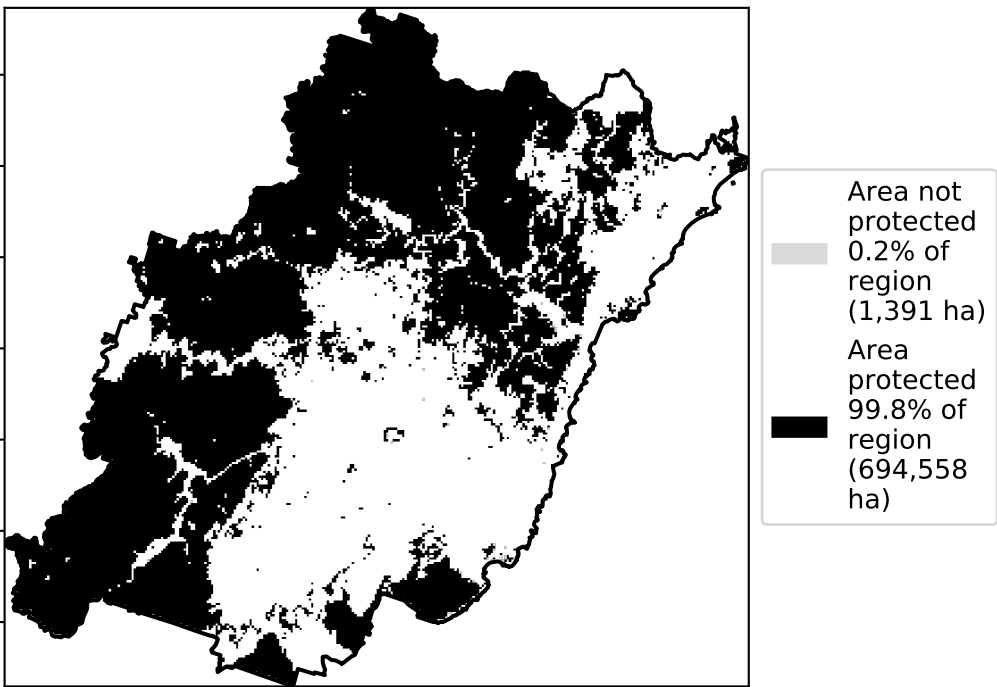 Area not
protected
0.2% of
region
(1,391 ha)
Area
protected
99.8% of
region
(694,558
ha)